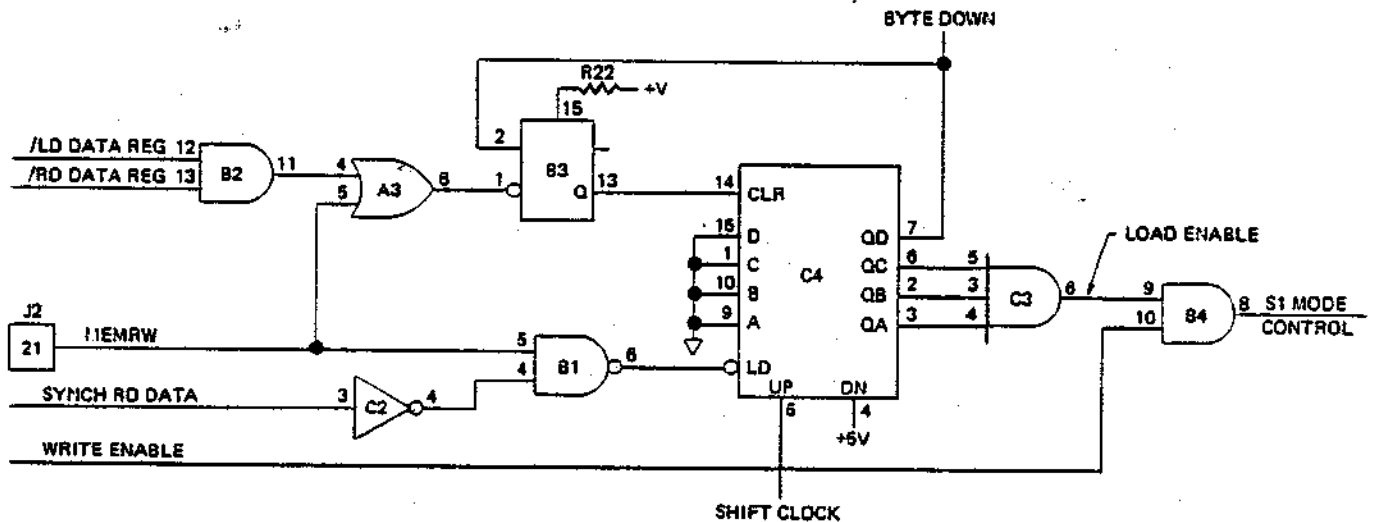 BYTE DOWN
R22
+V
15
2
/LD DATA REG 12
/RD DATA REG 13
B2
11
4
5
A3
6
1
B3
Q
13
14
CLR
15 D
1 C
10 B
9 A
C4
QD 7
QC 6
QB 2
QA 3
5
3
4
C3
6
LOAD ENABLE
9
10
B4
8
S1 MODE
CONTROL
J2
21
MEMRW
5
4
B1
6
LD
UP
5
DN
4
+5V
SYNCH RD DATA
3
C2
4
WRITE ENABLE
SHIFT CLOCK